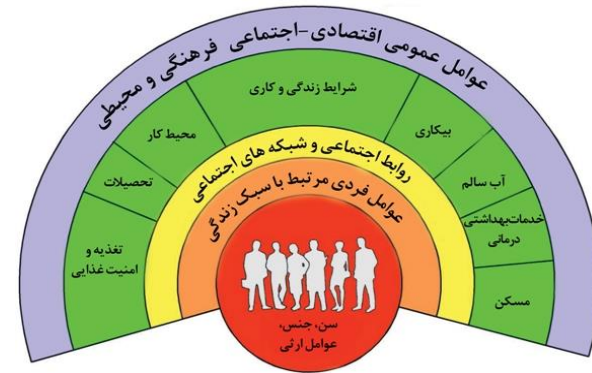 عوامل عمومی اقتصادی-اجتماعی فرهنگی و محیطی
شرایط زندگی و کاری
بیکاری
محیط کار
آب سالم
تحصیلات
خدمات بهداشتی
درمانی
تغذیه و
امنیت غذایی
مسکن
روابط اجتماعی و شبکه های اجتماعی
عوامل فردی مرتبط با سبک زندگی
سن، جنس،
عوامل ارثی